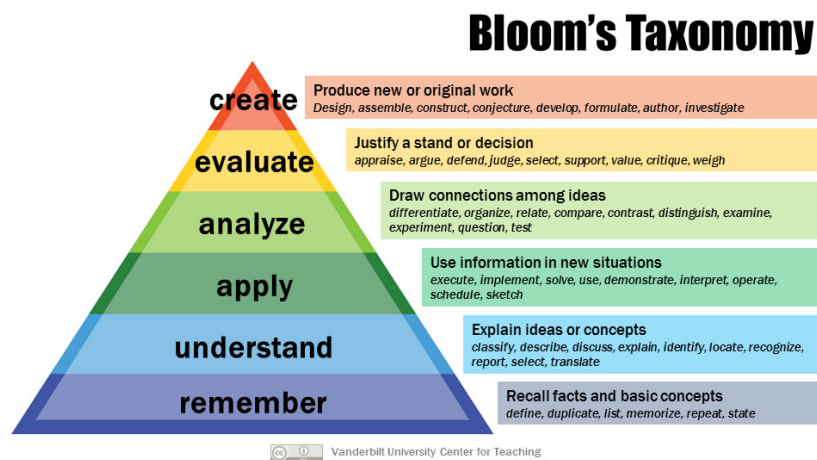 Bloom's Taxonomy
create
Produce new or original work
Design, assemble, construct, conjecture, develop, formulate, author, investigate
evaluate
Justify a stand or decision
appraise, argue, defend, judge, select, support, value, critique, weigh
analyze
Draw connections among ideas
differentiate, organize, relate, compare, contrast, distinguish, examine,
experiment, question, test
apply
Use information in new situations
execute, implement, solve, use, demonstrate, interpret, operate,
schedule, sketch
understand
Explain ideas or concepts
classify, describe, discuss, explain, identify, locate, recognize,
report, select, translate
remember
Recall facts and basic concepts
define, duplicate, list, memorize, repeat, state
cc
Vanderbilt University Center for Teaching